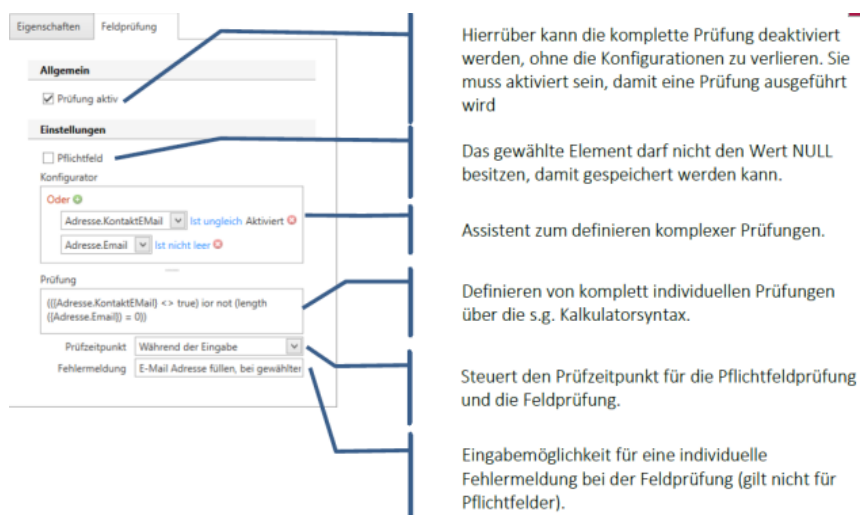 Eigenschaften Feldprüfung
Allgemein
Prüfung aktiv
Einstellungen
Pflichtfeld
Konfigurator
Oder
Adresse.KontaktEMail Ist ungleich Aktiviert
Adresse.Email Ist nicht leer
Prüfung
((({Adresse.KontaktEMail} <> true) ior not (length
({Adresse.Email}) = 0))
Prüfzeitpunkt Während der Eingabe
Fehlermeldung E-Mail Adresse füllen, bei gewählter
Hierrüber kann die komplette Prüfung deaktiviert
werden, ohne die Konfigurationen zu verlieren. Sie
muss aktiviert sein, damit eine Prüfung ausgeführt
wird
Das gewählte Element darf nicht den Wert NULL
besitzen, damit gespeichert werden kann.
Assistent zum definieren komplexer Prüfungen.
Definieren von komplett individuellen Prüfungen
über die s.g. Kalkulatorsyntax.
Steuert den Prüfzeitpunkt für die Pflichtfeldprüfung
und die Feldprüfung.
Eingabemöglichkeit für eine individuelle
Fehlermeldung bei der Feldprüfung (gilt nicht für
Pflichtfelder).